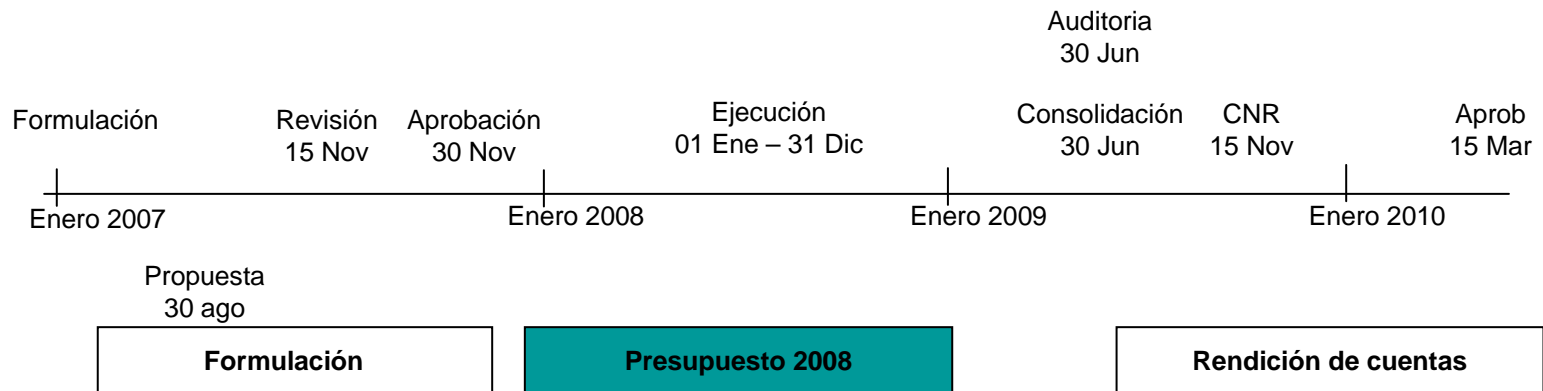 Auditoria
30 Jun
Formulación
Revisión
15 Nov
Aprobación
30 Nov
Ejecución
01 Ene – 31 Dic
Consolidación
30 Jun
CNR
15 Nov
Aprob
15 Mar
Enero 2007
Enero 2008
Enero 2009
Enero 2010
Propuesta
30 ago
Formulación
Presupuesto 2008
Rendición de cuentas